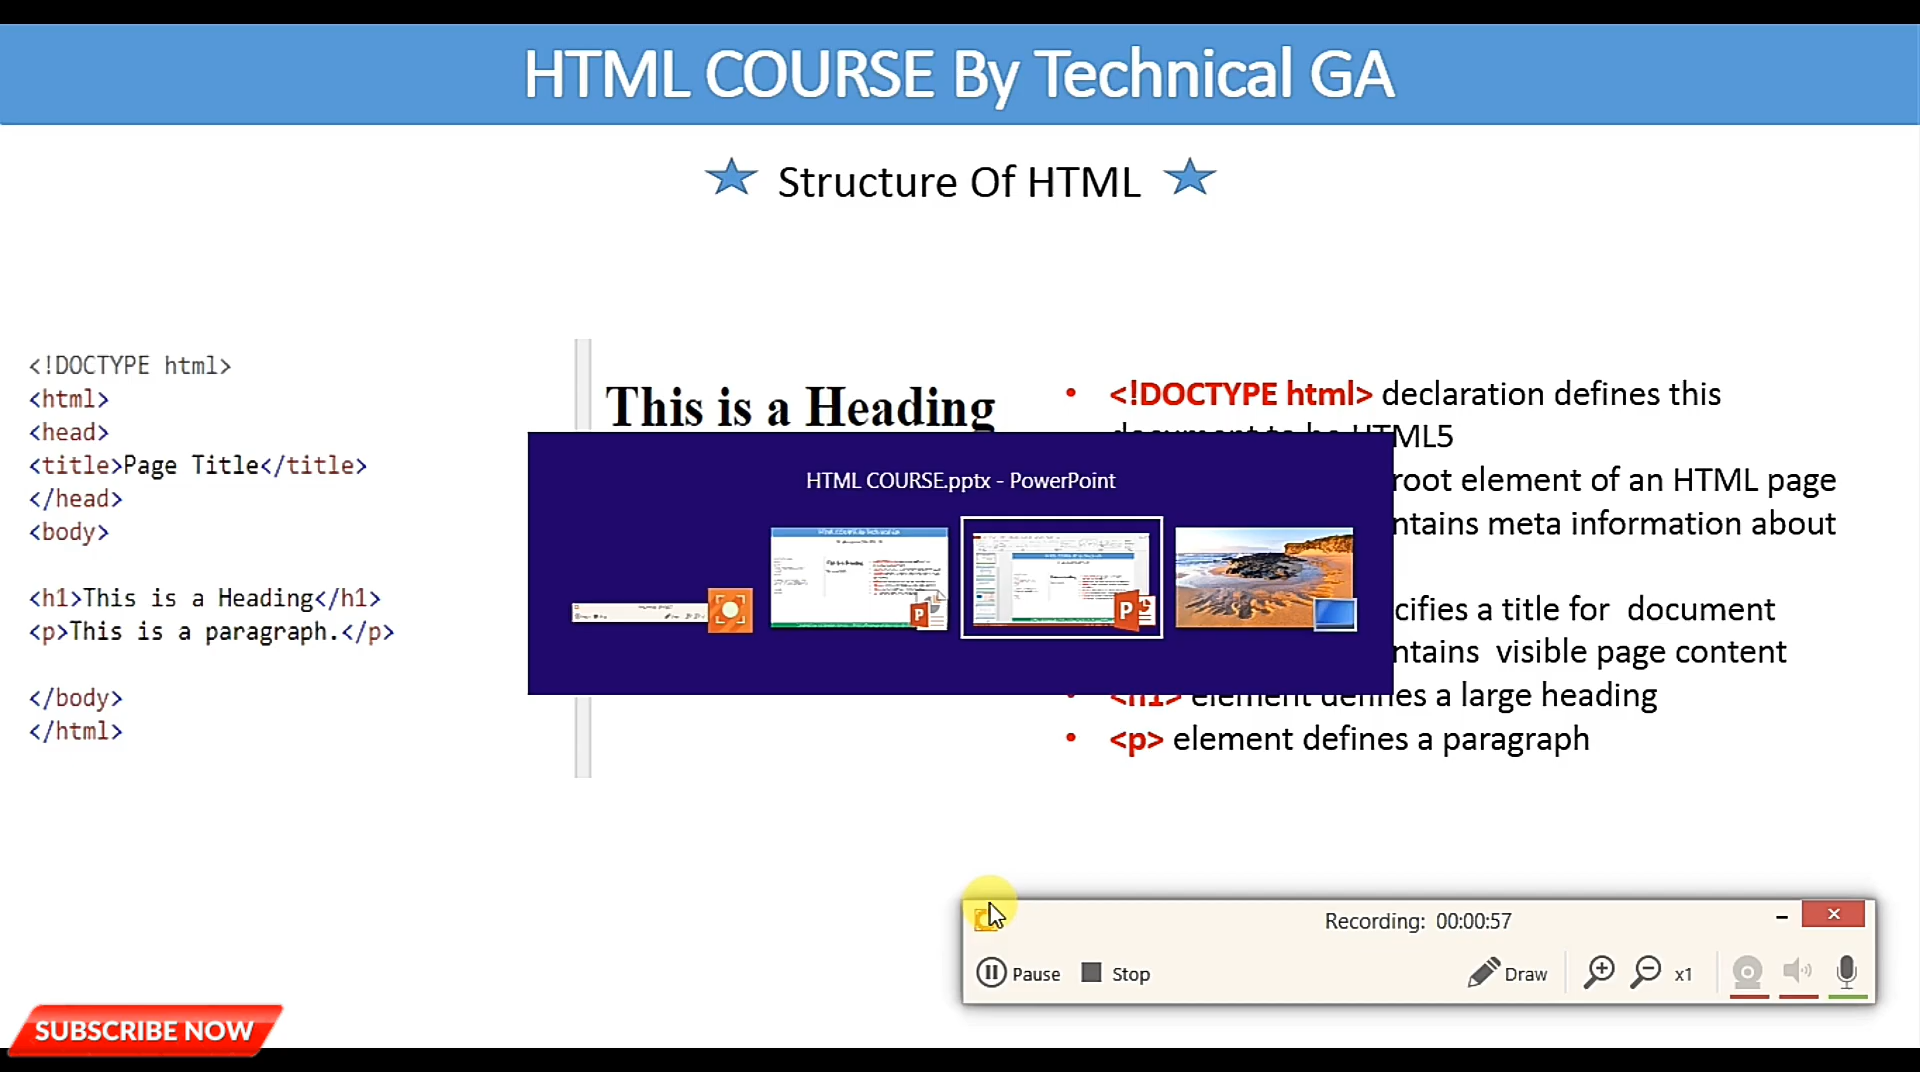 HTML COURSE By Technical GA
Structure Of HTML
<!DOCTYPE html>
<html>
<head>
<title>Page Title</title>
</head>
<body>
<h1>This is a Heading</h1>
<p>This is a paragraph.</p>
</body>
</html>
This is a Heading
• <!DOCTYPE html> declaration defines this
document to be HTML5
root element of an HTML page
ntains meta information about
cifies a title for document
ntains visible page content
• <h1> element defines a large heading
• <p> element defines a paragraph
HTML COURSE.pptx - PowerPoint
Recording: 00:00:57
Pause
Stop
Draw
x1
SUBSCRIBE NOW